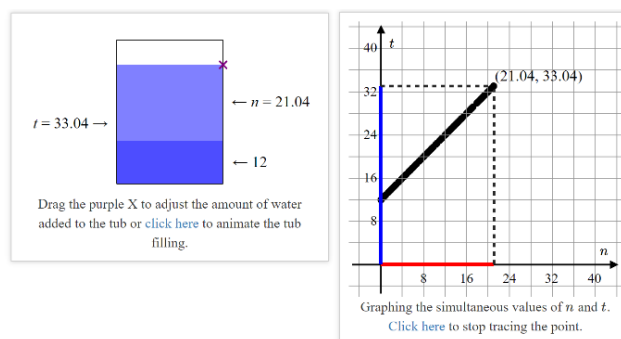 t = 33.04 →
← n = 21.04
← 12
Drag the purple X to adjust the amount of water
added to the tub or click here to animate the tub
filling.
t
40
32
24
16
8
(21.04, 33.04)
n
8 16 24 32 40
Graphing the simultaneous values of n and t.
Click here to stop tracing the point.